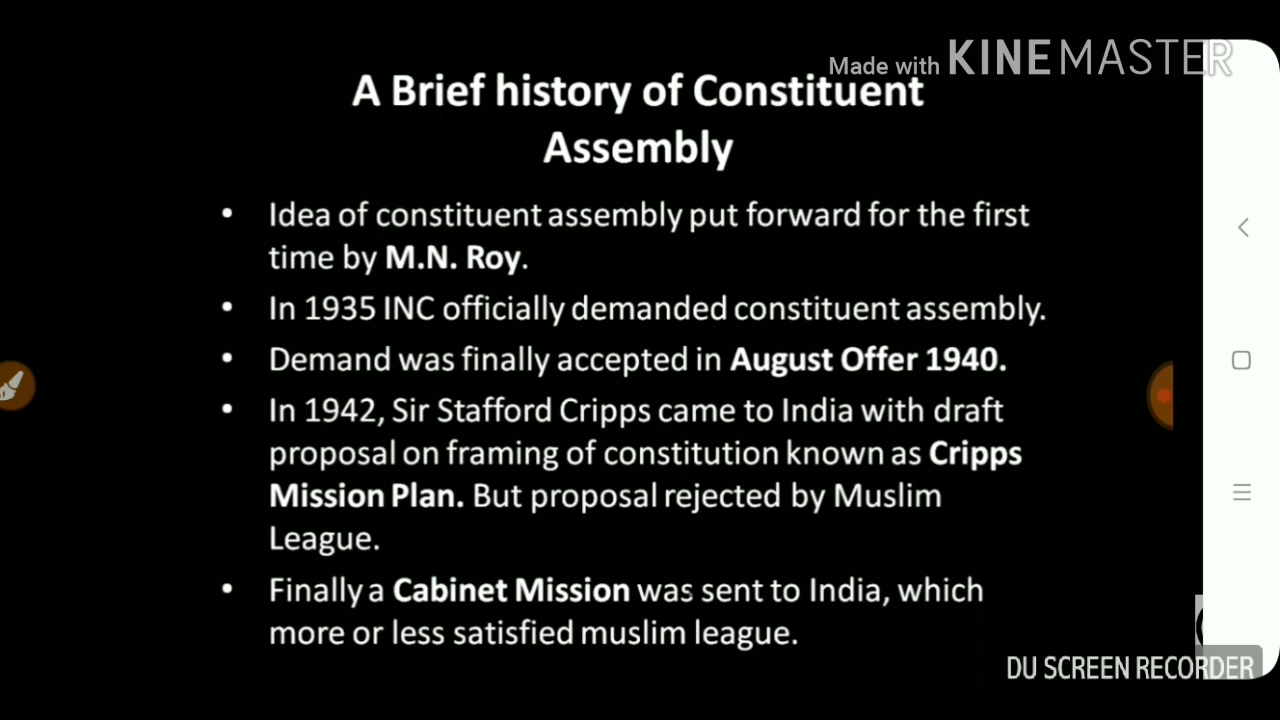 Made with KINEMASTER
A Brief history of Constituent
Assembly
• Idea of constituent assembly put forward for the first
time by M.N. Roy.
• In 1935 INC officially demanded constituent assembly.
• Demand was finally accepted in August Offer 1940.
• In 1942, Sir Stafford Cripps came to India with draft
proposal on framing of constitution known as Cripps
Mission Plan. But proposal rejected by Muslim
League.
• Finally a Cabinet Mission was sent to India, which
more or less satisfied muslim league.
DU SCREEN RECORDER